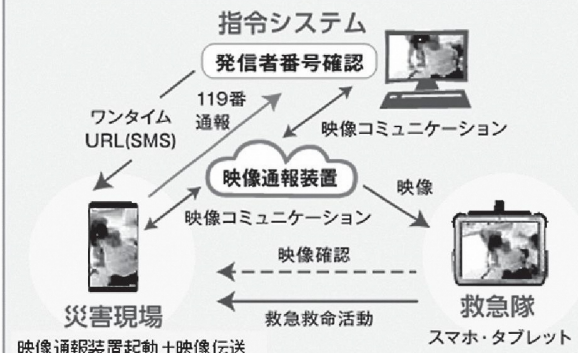 指令システム
発信者番号確認
119番
通報
ワンタイム
URL(SMS)
映像コミュニケーション
映像通報装置
映像
映像コミュニケーション
映像確認
災害現場
救急救命活動
救急隊
映像通報装置起動+映像伝送
スマホ・タブレット